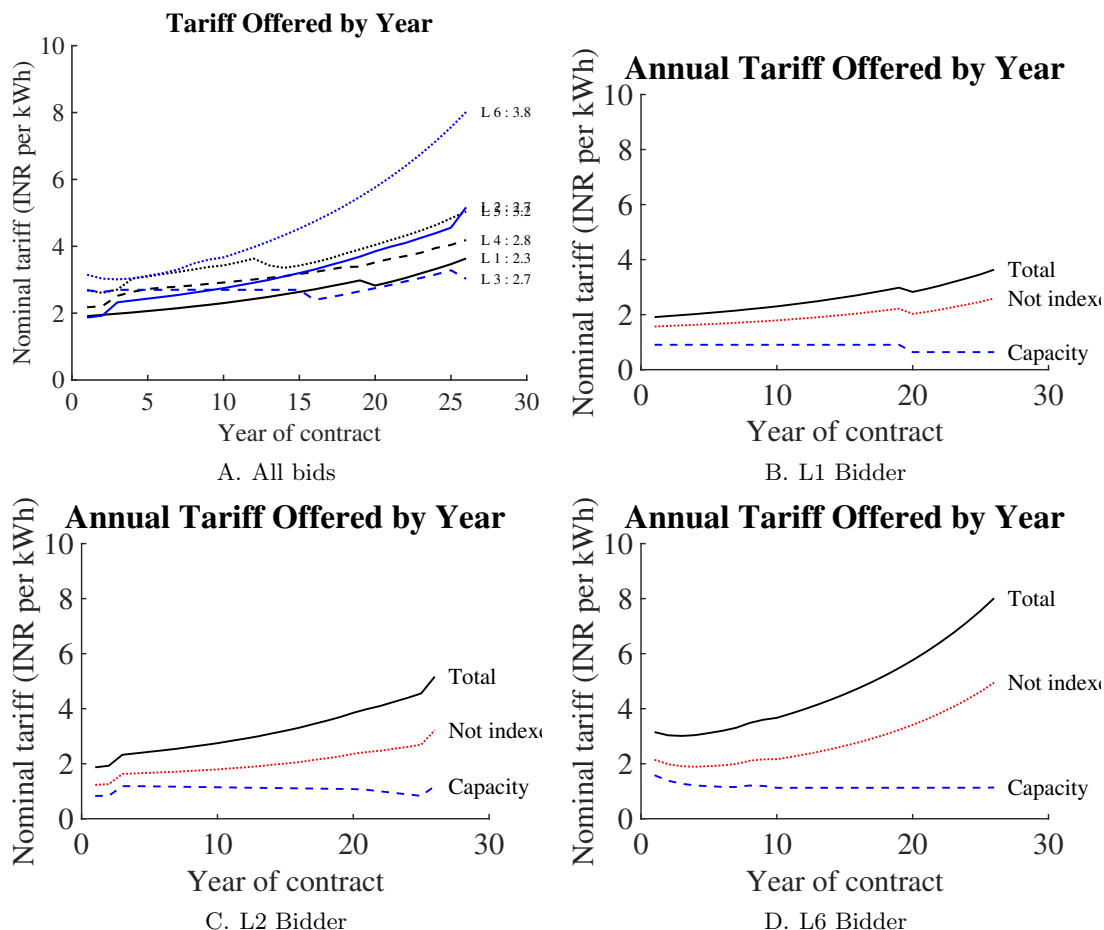 Tariff Offered by Year
Nominal tariff (INR per kWh)
10
8
6
4
2
0
L 6 : 3.8
L 4 : 2.8
L 1 : 2.3
L 3 : 2.7
0 5 10 15 20 25 30
Year of contract
A. All bids
Annual Tariff Offered by Year
Nominal tariff (INR per kWh)
10
8
6
4
2
0
Total
Not indexe
Capacity
0 10 20 30
Year of contract
B. L1 Bidder
Annual Tariff Offered by Year
Nominal tariff (INR per kWh)
10
8
6
4
2
0
Total
Not indexe
Capacity
0 10 20 30
Year of contract
C. L2 Bidder
Annual Tariff Offered by Year
Nominal tariff (INR per kWh)
10
8
6
4
2
0
Total
Not indexe
Capacity
0 10 20 30
Year of contract
D. L6 Bidder